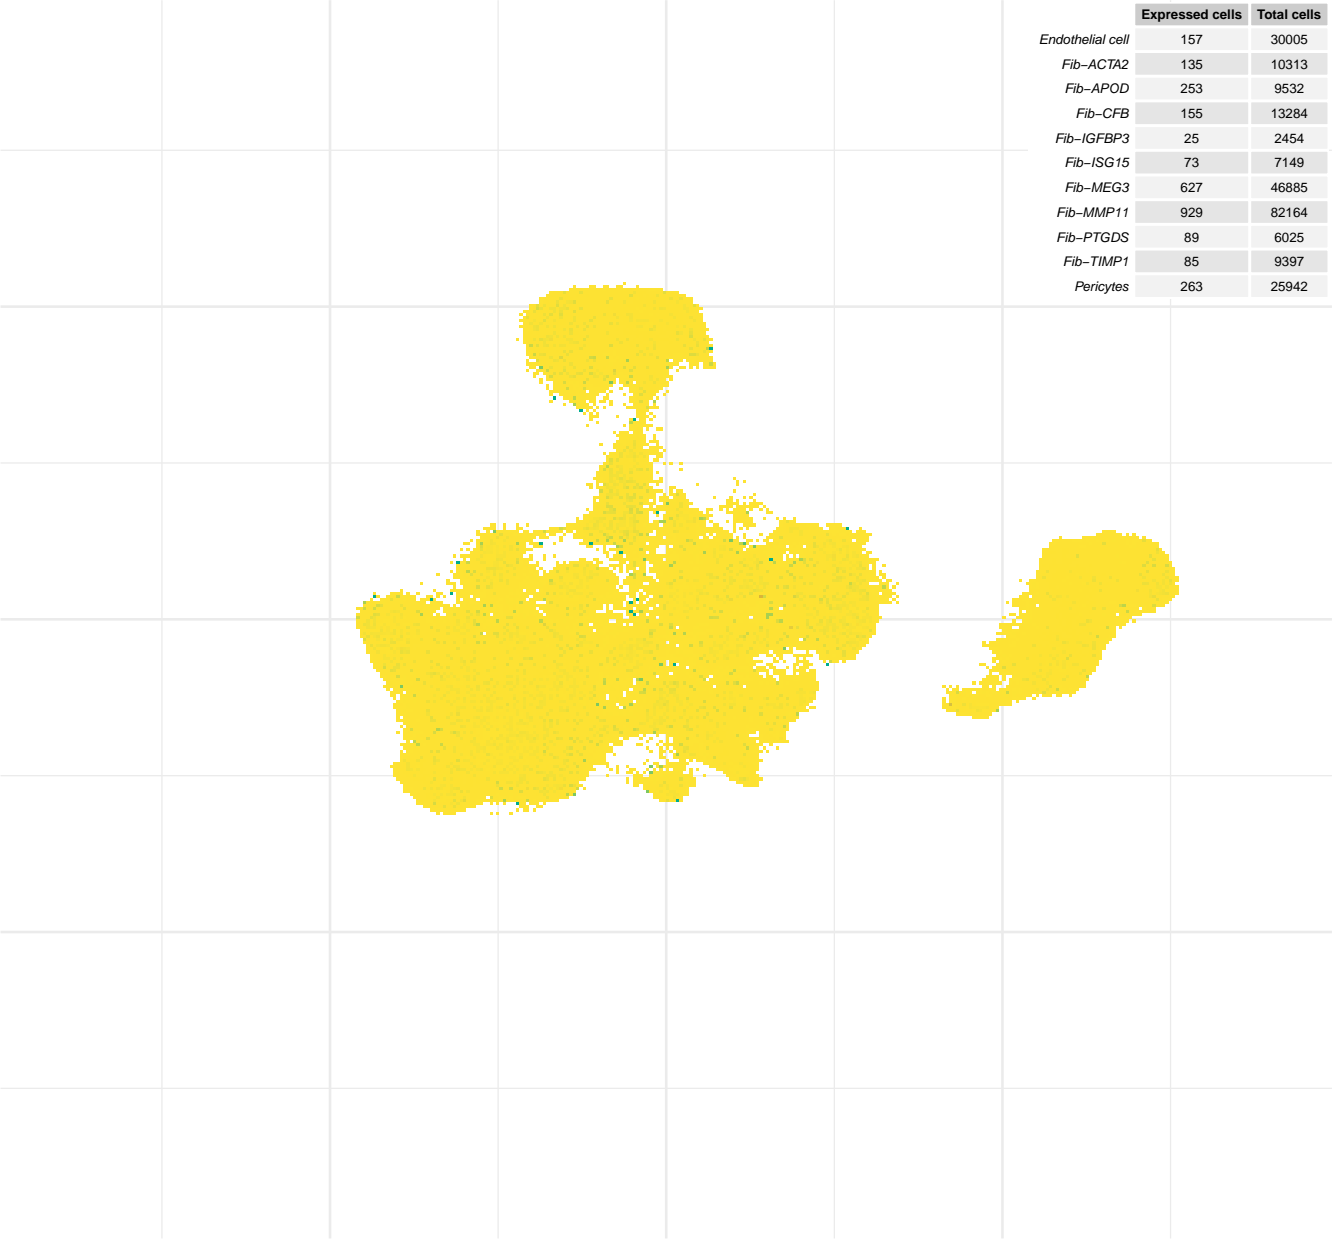 Expressed cells Total cells
Endothelial cell 157 30005
Fib−ACTA2 135 10313
Fib−APOD 253 9532
Fib−CFB 155 13284
Fib−IGFBP3 25 2454
Fib−ISG15 73 7149
Fib−MEG3 627 46885
Fib−MMP11 929 82164
Fib−PTGDS 89 6025
Fib−TIMP1 85 9397
Pericytes 263 25942